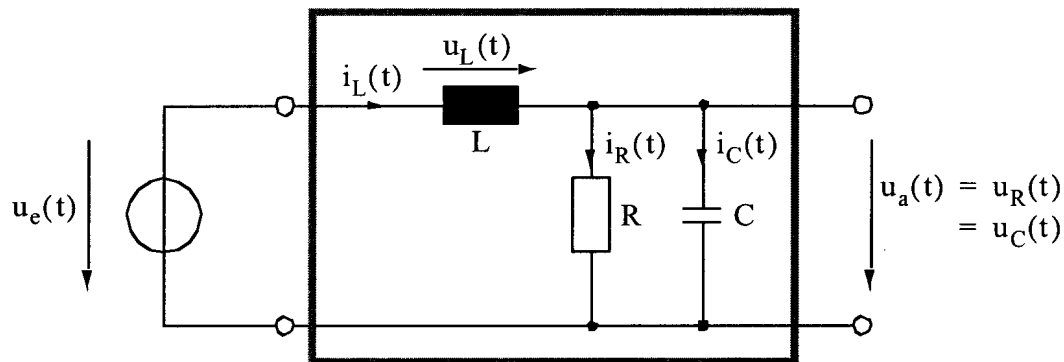 u_L(t)
i_L(t)
L
i_R(t)
i_C(t)
u_e(t)
R
C
u_a(t) = u_R(t)
= u_C(t)